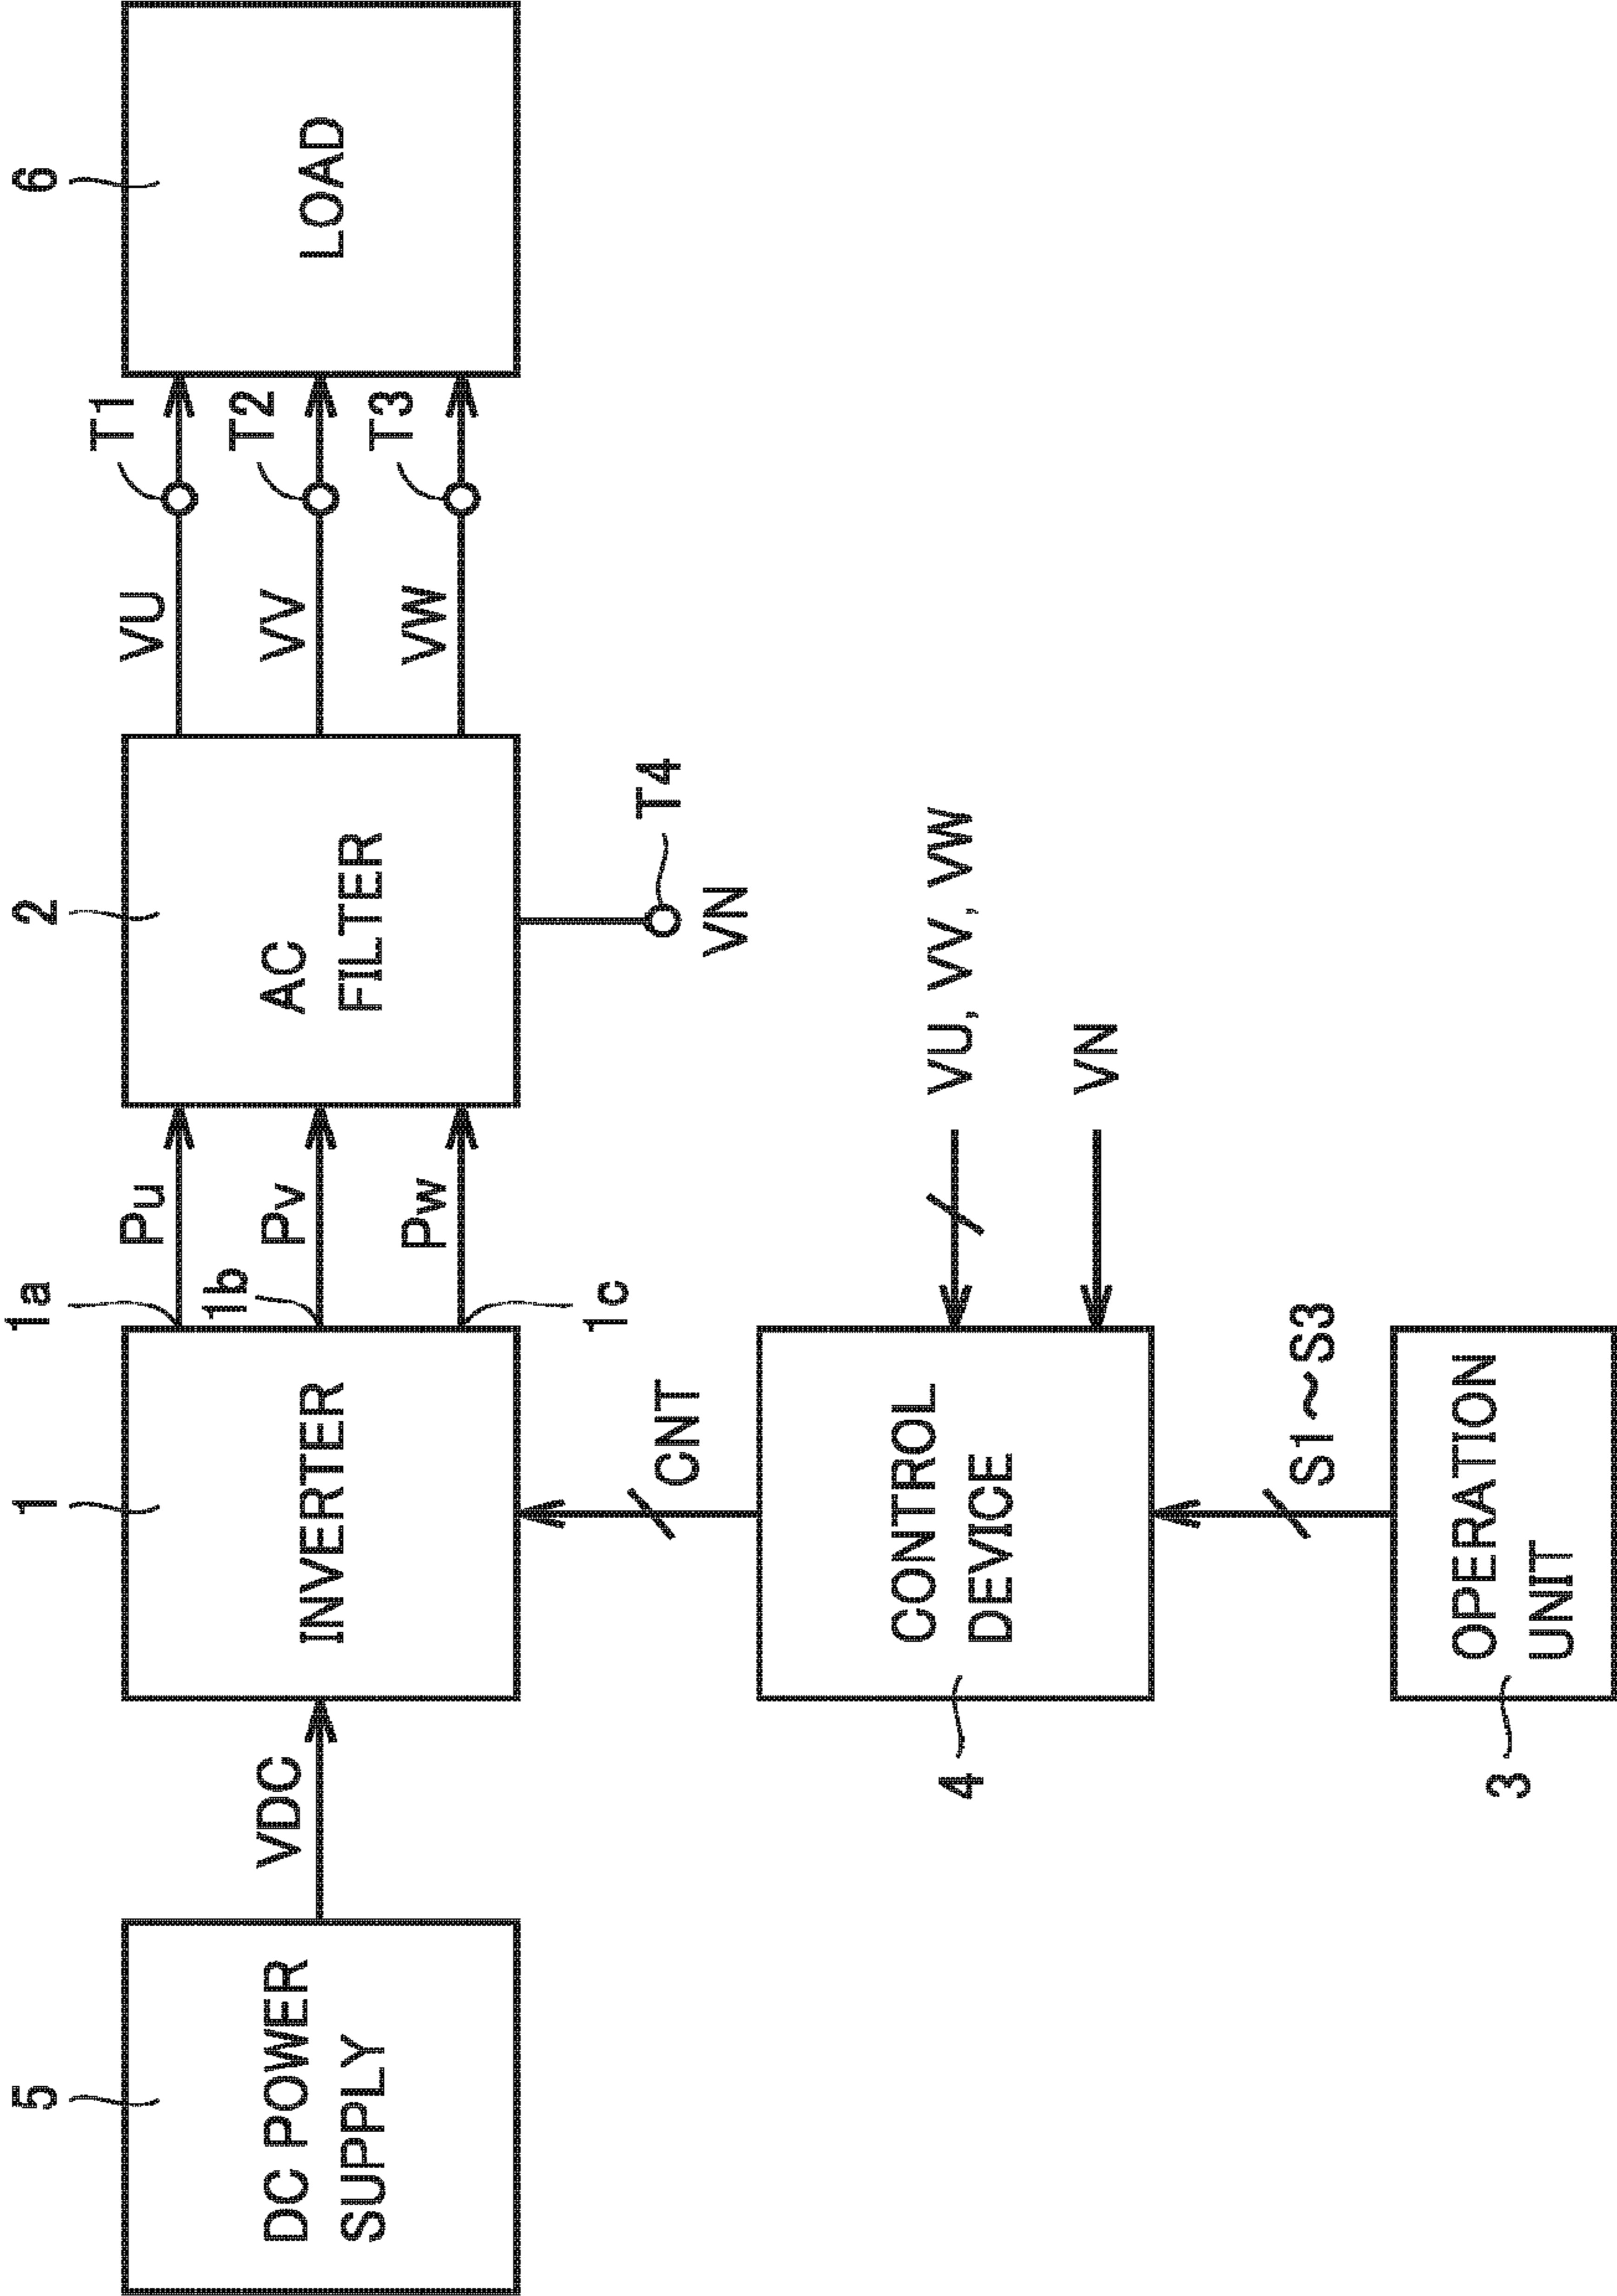 5
1
1a
2
6
DC POWER
SUPPLY
VDC
INVERTER
1b
1c
Pu
Pv
Pw
AC
FILTER
VU
VV
VW
T1
T2
T3
LOAD
T4
VN
CNT
4
CONTROL
DEVICE
VU, VV, VW
VN
S1～S3
3
OPERATION
UNIT